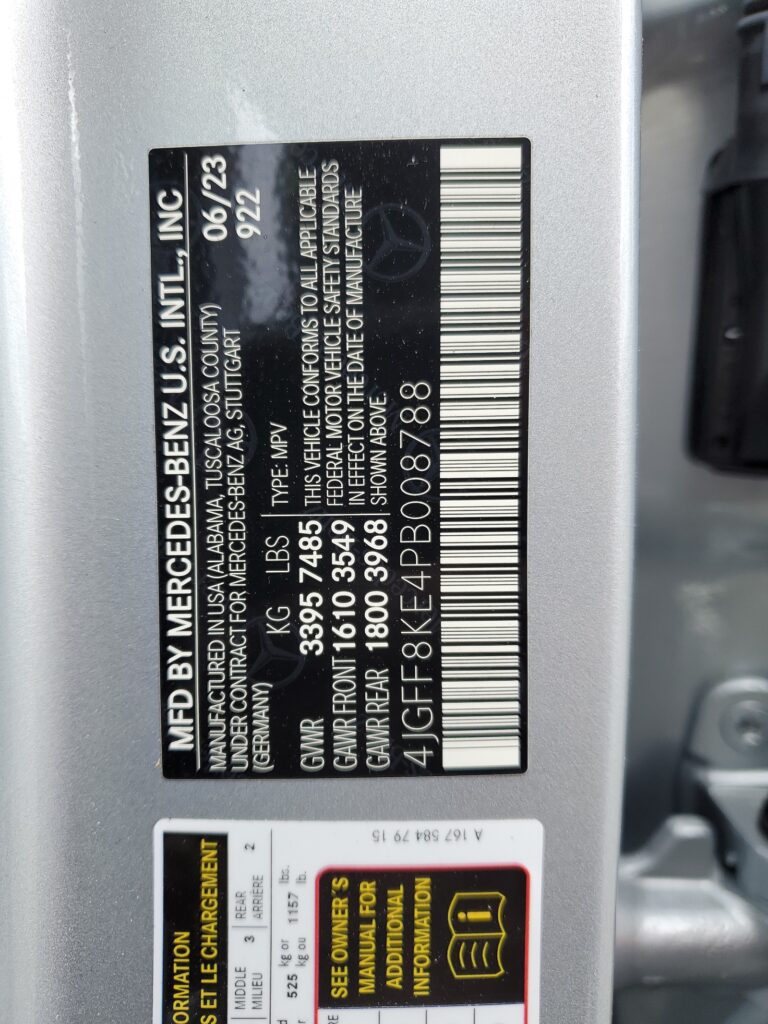 MFD BY MERCEDES-BENZ U.S. INTL., INC
MANUFACTURED IN USA (ALABAMA, TUSCALOOSA COUNTY) 06/23
UNDER CONTRACT FOR MERCEDES-BENZ AG, STUTTGART 922
(GERMANY)
KG LBS TYPE: MPV
GVWR 3395 7485 THIS VEHICLE CONFORMS TO ALL APPLICABLE
FEDERAL MOTOR VEHICLE SAFETY STANDARDS
GAWR FRONT 1610 3549 IN EFFECT ON THE DATE OF MANUFACTURE
GAWR REAR 1800 3968 SHOWN ABOVE.
4JGFF8KE4PB008788
ORMATION
S ET LE CHARGEMENT
MIDDLE 3 REAR 2
MILIEU ARRIÈRE
525 kg or 1157 lbs.
kg ou lb.
SEE OWNER'S
MANUAL FOR
ADDITIONAL
INFORMATION
A 167 584 79 15